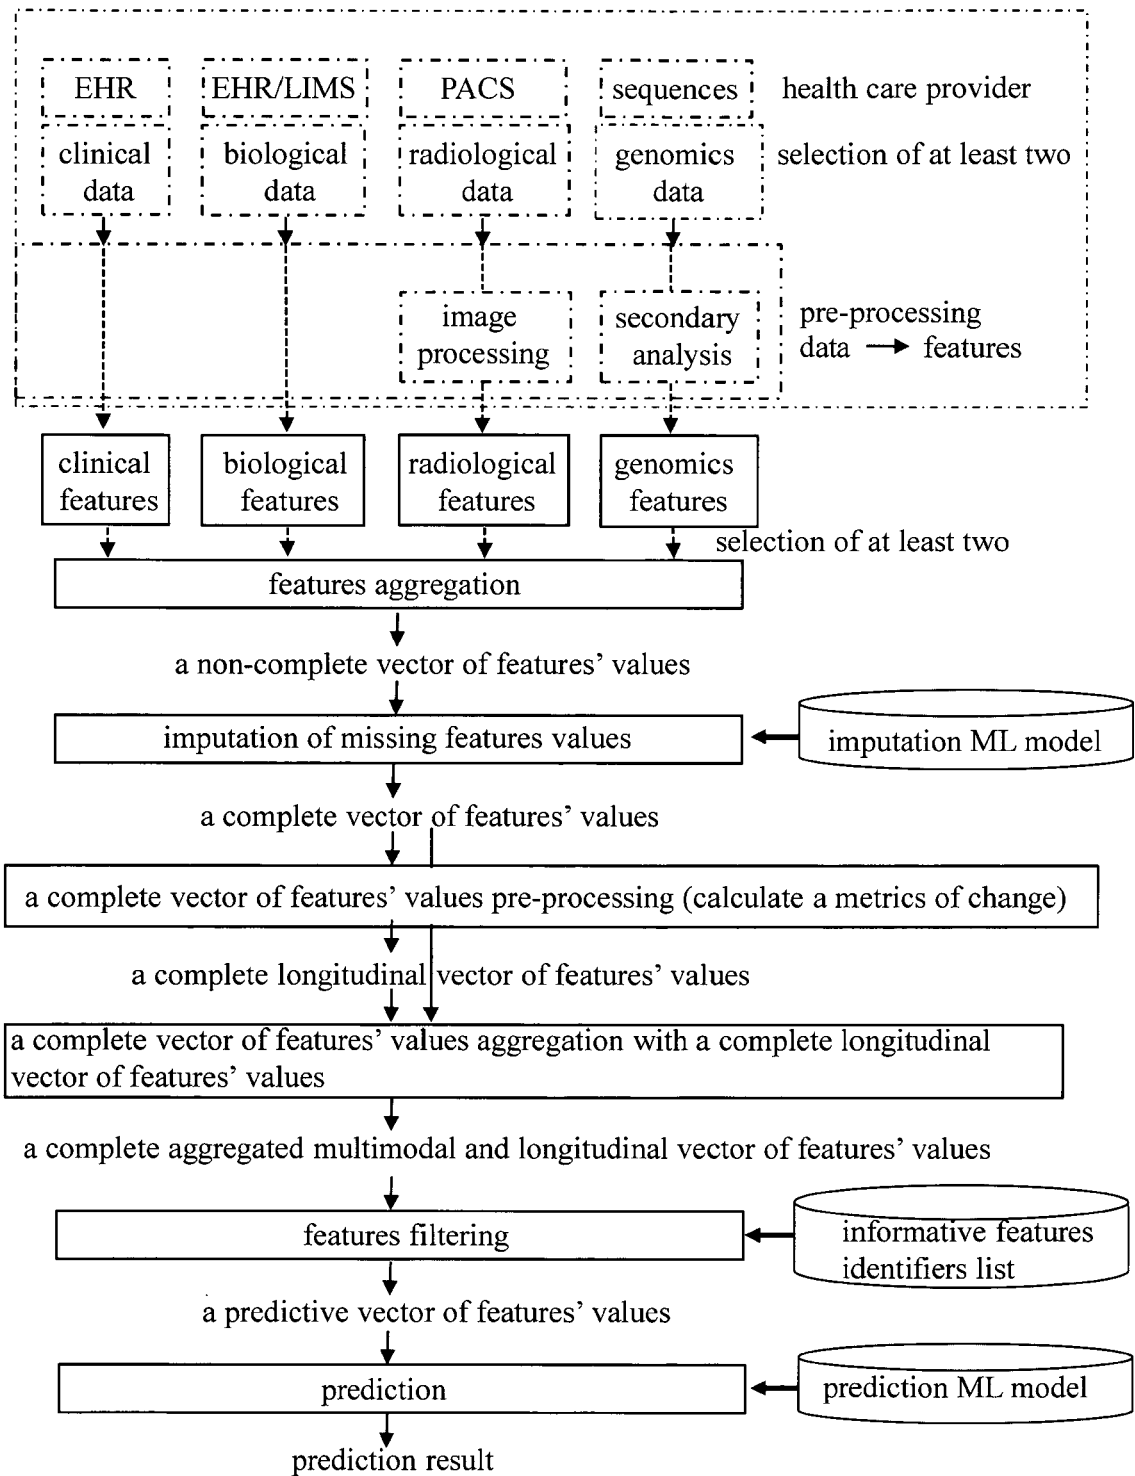 EHR
EHR/LIMS
PACS
sequences
health care provider
clinical
data
biological
data
radiological
data
genomics
data
selection of at least two
image
processing
secondary
analysis
pre-processing
data → features
clinical
features
biological
features
radiological
features
genomics
features
selection of at least two
features aggregation
a non-complete vector of features’ values
imputation of missing features values
imputation ML model
a complete vector of features’ values
a complete vector of features’ values pre-processing (calculate a metrics of change)
a complete longitudinal vector of features’ values
a complete vector of features’ values aggregation with a complete longitudinal
vector of features’ values
a complete aggregated multimodal and longitudinal vector of features’ values
features filtering
informative features
identifiers list
a predictive vector of features’ values
prediction
prediction ML model
prediction result